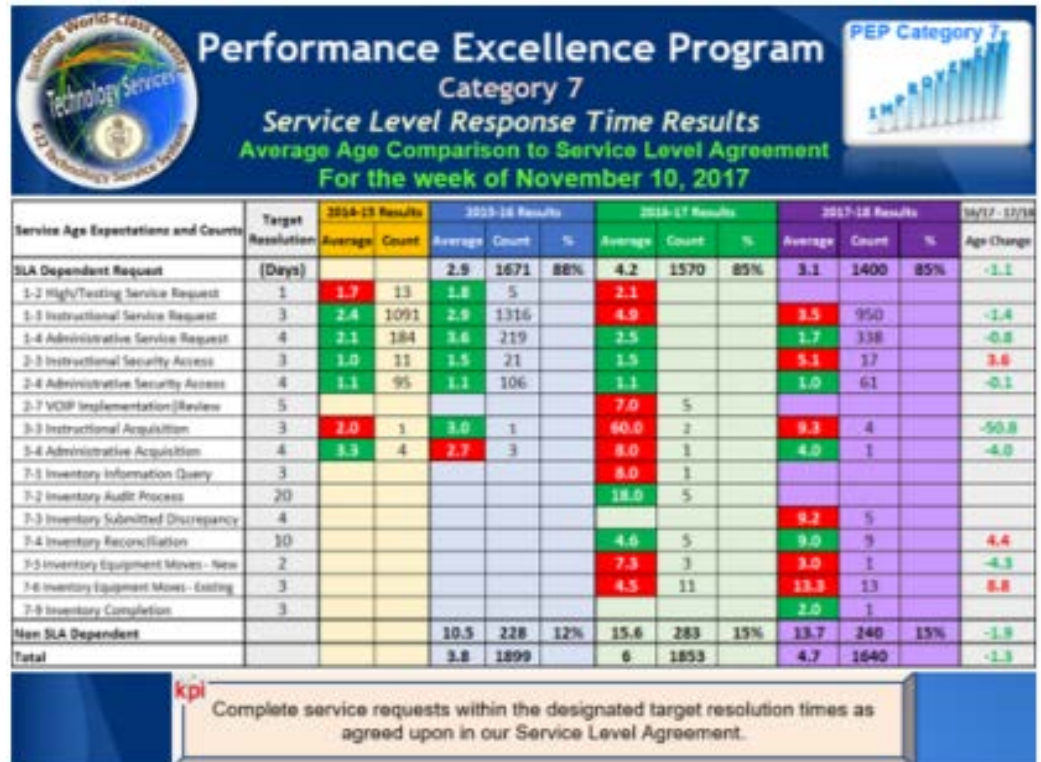 Building World-Class Quality
Technology Services
K-12 Technology Service Systems
PEP Category 7
IMPROVEMENT
Performance Excellence Program
Category 7
Service Level Response Time Results
Average Age Comparison to Service Level Agreement
For the week of November 10, 2017
Service Age Expectations and Counts Target Resolution 2014-15 Results 2015-16 Results 2016-17 Results 2017-18 Results 16/17 - 17/18
Average Count Average Count % Average Count % Average Count % Age Change
SLA Dependent Request (Days) 2.9 1671 88% 4.2 1570 85% 3.1 1400 85% -1.1
1-2 High/Testing Service Request 1 1.7 13 1.8 5 2.1
1-3 Instructional Service Request 3 2.4 1091 2.9 1316 4.9 3.5 950 -1.4
1-4 Administrative Service Request 4 2.1 184 3.6 219 2.5 1.7 338 -0.8
2-3 Instructional Security Access 3 1.0 11 1.5 21 1.5 5.1 17 3.6
2-4 Administrative Security Access 4 1.1 95 1.1 106 1.1 1.0 61 -0.1
2-7 VOIP Implementation|Review 5 7.0 5
3-3 Instructional Acquisition 3 2.0 1 3.0 1 60.0 2 9.3 4 -50.8
3-4 Administrative Acquisition 4 3.3 4 2.7 3 8.0 1 4.0 1 -4.0
7-1 Inventory Information Query 3 8.0 1
7-2 Inventory Audit Process 20 18.0 5
7-3 Inventory Submitted Discrepancy 4 9.2 5
7-4 Inventory Reconciliation 10 4.6 5 9.0 9 4.4
7-5 Inventory Equipment Moves - New 2 7.3 3 3.0 1 -4.3
7-6 Inventory Equipment Moves - Existing 3 4.5 11 13.3 13 8.8
7-9 Inventory Completion 3 2.0 1
Non SLA Dependent 10.5 228 12% 15.6 283 15% 13.7 240 15% -1.9
Total 3.8 1899 6 1853 4.7 1640 -1.3
kpi
Complete service requests within the designated target resolution times as
agreed upon in our Service Level Agreement.